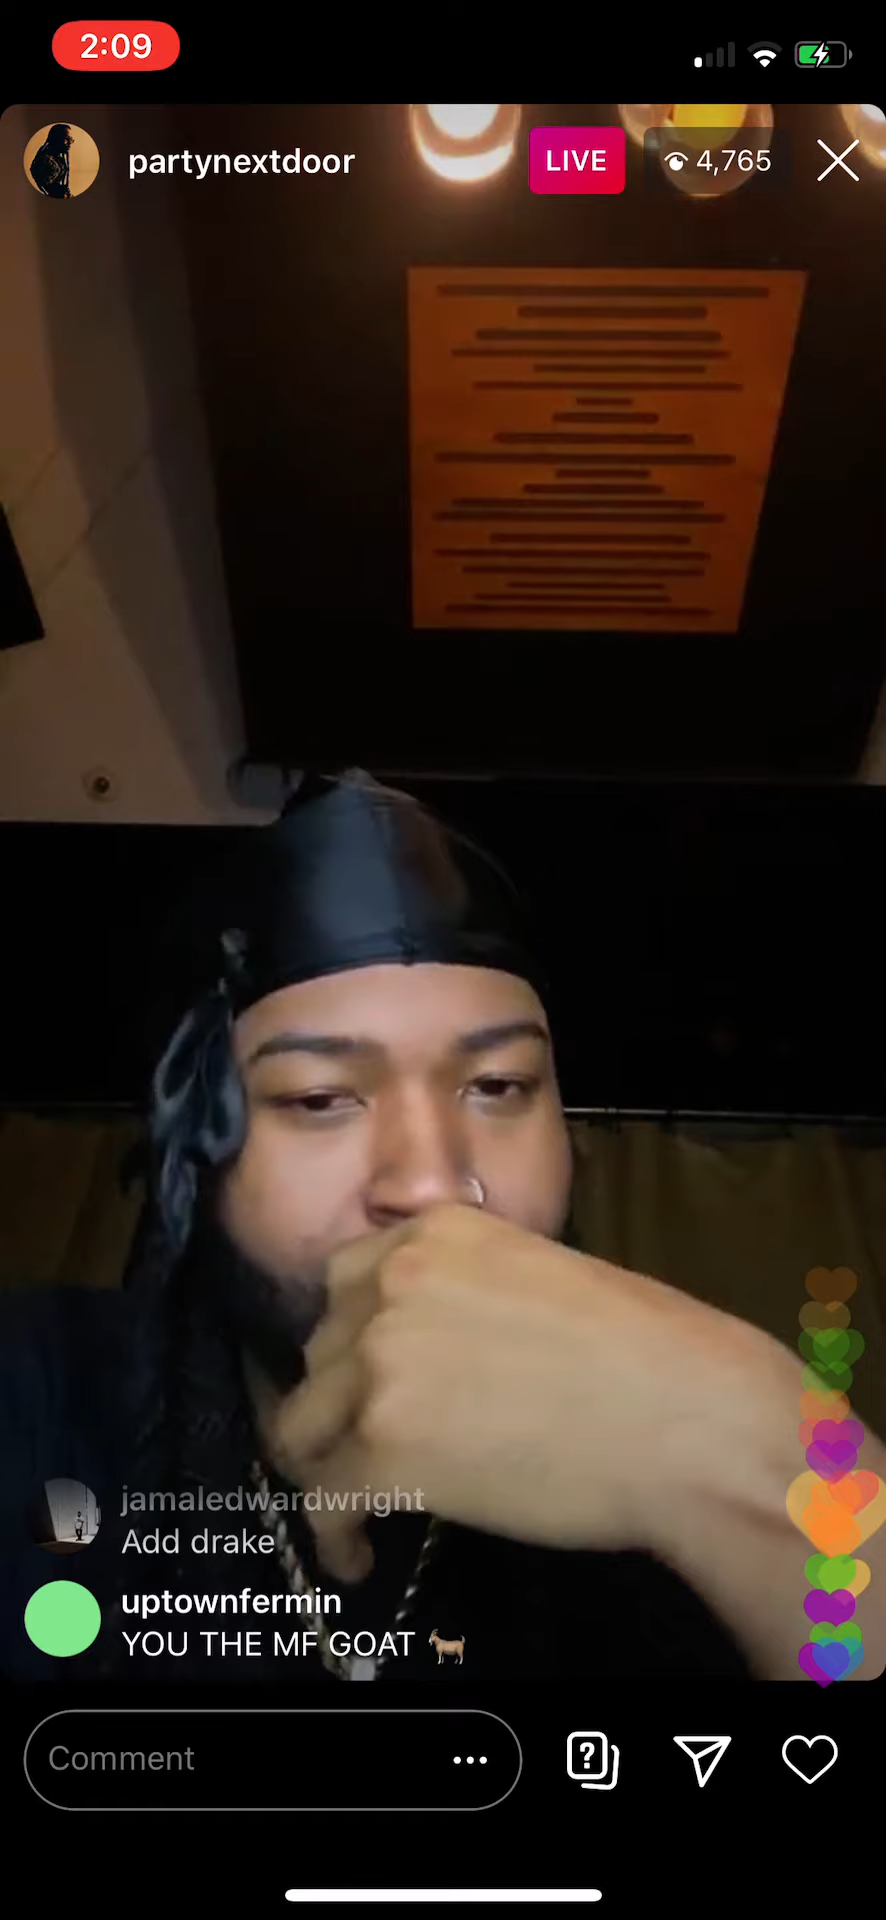 2:09
partynextdoor
LIVE
4,765
jamaledwardwright
Add drake
uptownfermin
YOU THE MF GOAT 🐐
Comment